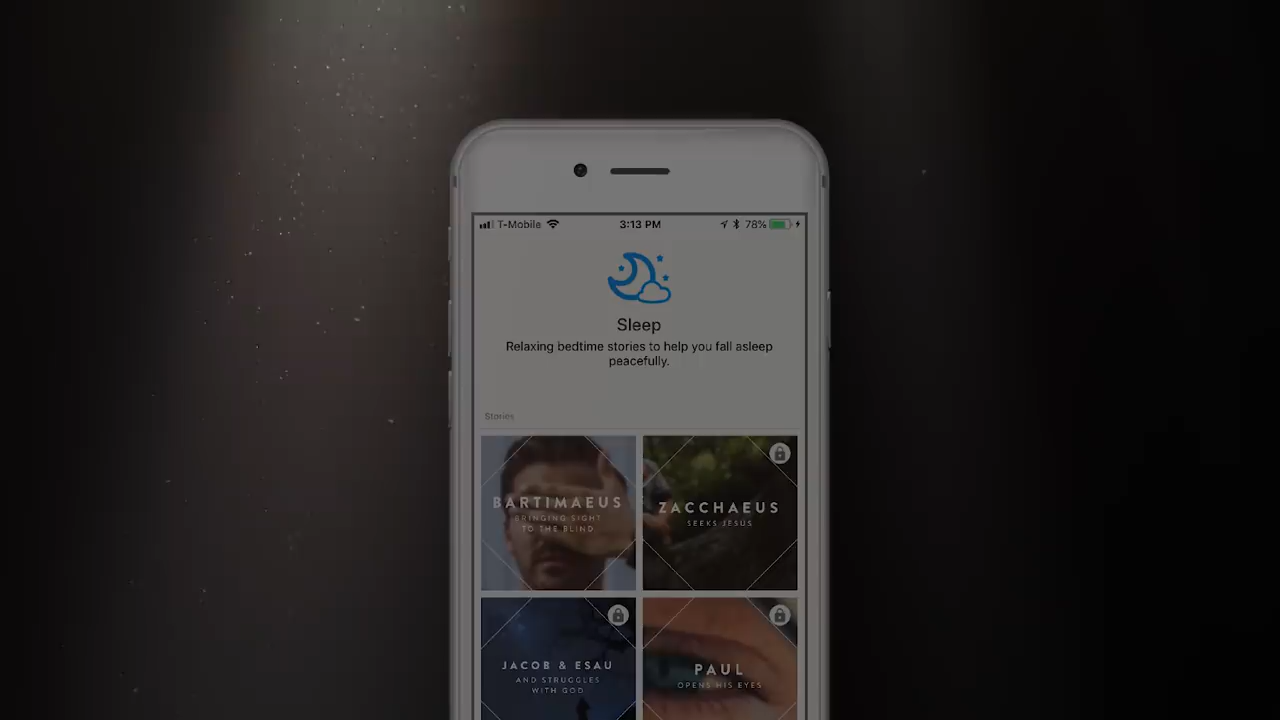 T-Mobile 3:13 PM 78%
Sleep
Relaxing bedtime stories to help you fall asleep
peacefully.
Stories
BARTIMAEUS
BRINGING SIGHT
TO THE BLIND
ZACCHAEUS
SEEKS JESUS
JACOB & ESAU
AND STRUGGLES
WITH GOD
PAUL
OPENS HIS EYES